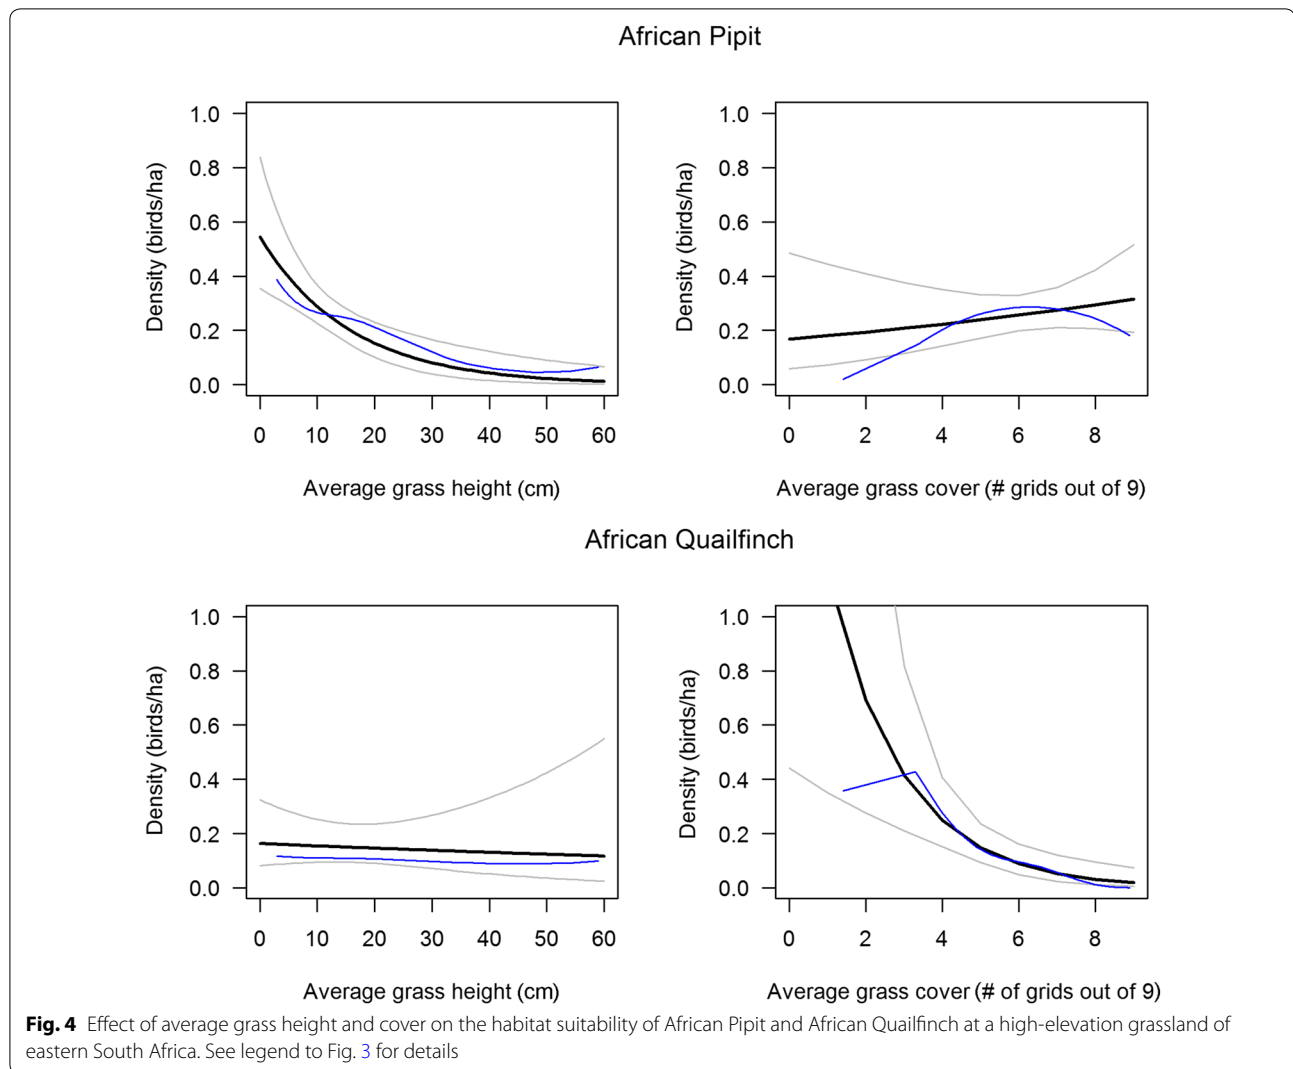 African Pipit
1.0
0.8
0.6
0.4
0.2
0.0
Density (birds/ha)
0 10 20 30 40 50 60
Average grass height (cm)
1.0
0.8
0.6
0.4
0.2
0.0
Density (birds/ha)
0 2 4 6 8
Average grass cover (# grids out of 9)
African Quailfinch
1.0
0.8
0.6
0.4
0.2
0.0
Density (birds/ha)
0 10 20 30 40 50 60
Average grass height (cm)
1.0
0.8
0.6
0.4
0.2
0.0
Density (birds/ha)
0 2 4 6 8
Average grass cover (# of grids out of 9)
Fig. 4 Effect of average grass height and cover on the habitat suitability of African Pipit and African Quailfinch at a high-elevation grassland of
eastern South Africa. See legend to Fig. 3 for details